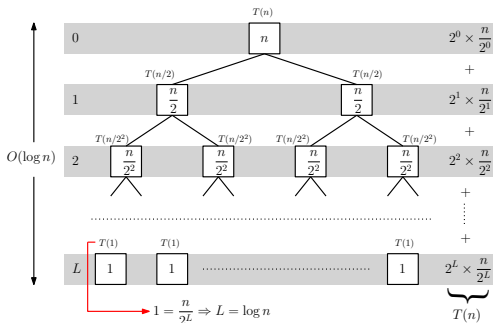 T(n)
0 n 2^0 × n/2^0
+
T(n/2) T(n/2)
1 n/2 n/2 2^1 × n/2^1
+
T(n/2^2) T(n/2^2) T(n/2^2) T(n/2^2)
O(log n) 2 n/2^2 n/2^2 n/2^2 n/2^2 2^2 × n/2^2
+
+
T(1) T(1) T(1)
L 1 1 1 2^L × n/2^L
1 = n/2^L ⇒ L = log n T(n)